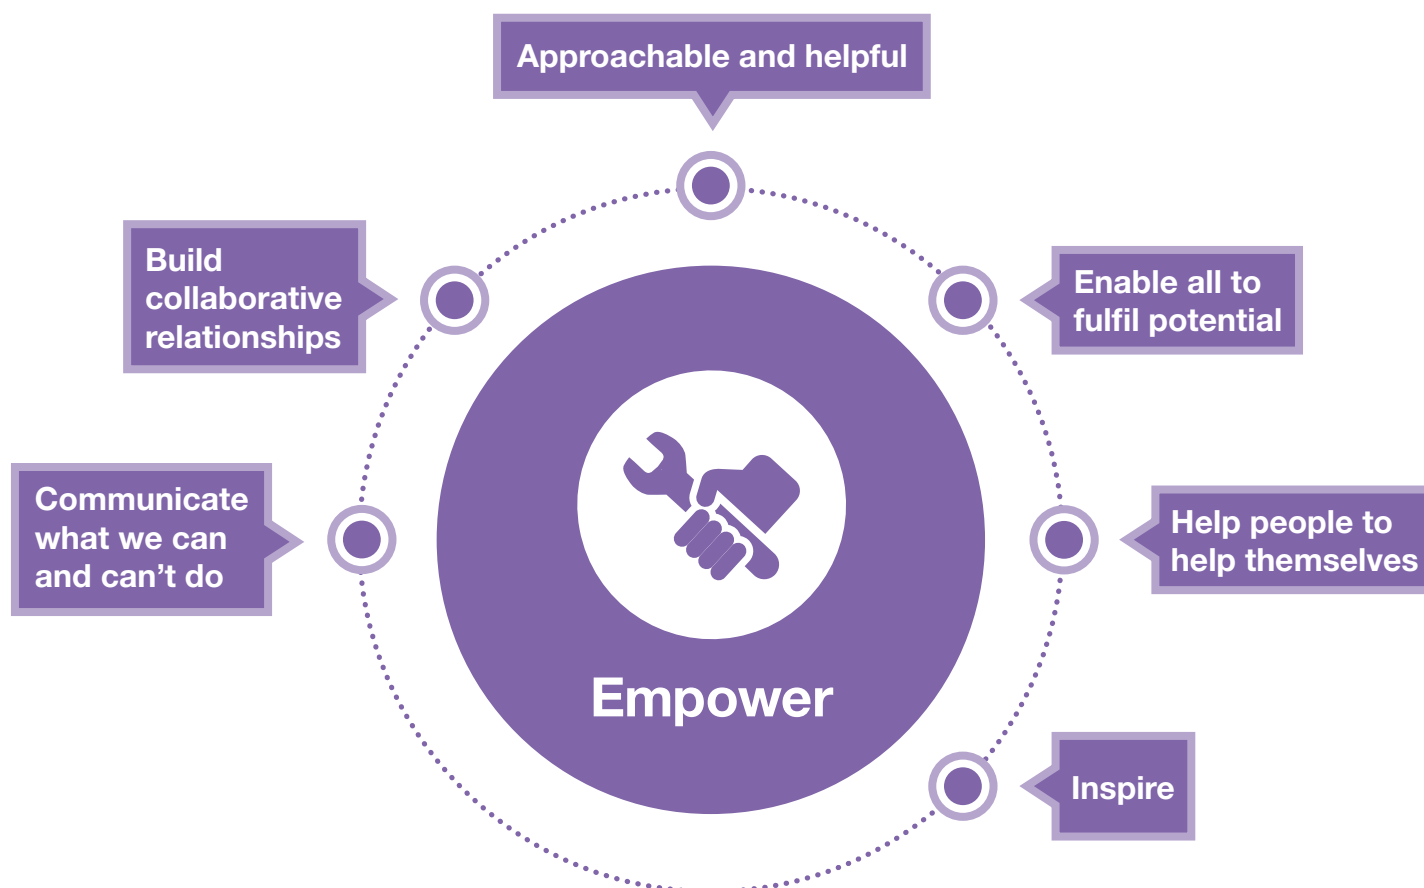 Approachable and helpful
Build
collaborative
relationships
Enable all to
fulfil potential
Communicate
what we can
and can’t do
Help people to
help themselves
Empower
Inspire